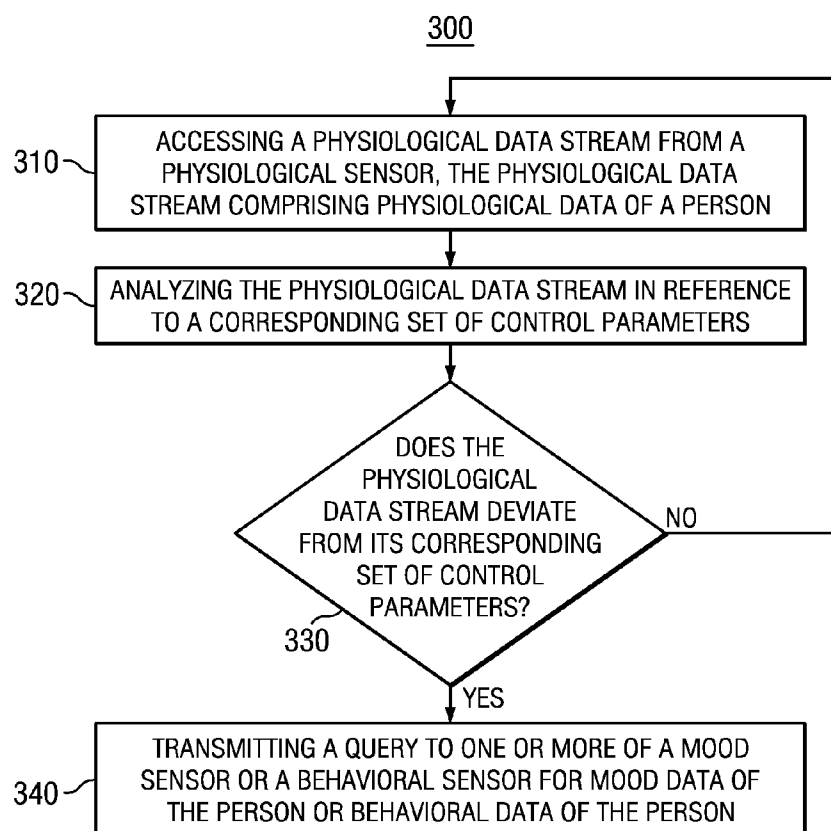 300
310
ACCESSING A PHYSIOLOGICAL DATA STREAM FROM A
PHYSIOLOGICAL SENSOR, THE PHYSIOLOGICAL DATA
STREAM COMPRISING PHYSIOLOGICAL DATA OF A PERSON
320
ANALYZING THE PHYSIOLOGICAL DATA STREAM IN REFERENCE
TO A CORRESPONDING SET OF CONTROL PARAMETERS
DOES THE
PHYSIOLOGICAL
DATA STREAM DEVIATE
FROM ITS CORRESPONDING
SET OF CONTROL
PARAMETERS?
NO
330
YES
340
TRANSMITTING A QUERY TO ONE OR MORE OF A MOOD
SENSOR OR A BEHAVIORAL SENSOR FOR MOOD DATA OF
THE PERSON OR BEHAVIORAL DATA OF THE PERSON